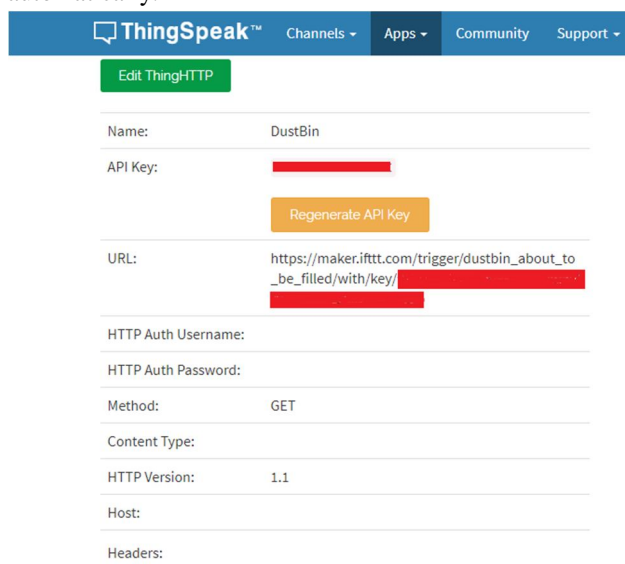 ThingSpeak™ Channels Apps Community Support
Edit ThingHTTP
Name: DustBin
API Key:
Regenerate API Key
URL: https://maker.ifttt.com/trigger/dustbin_about_to
_be_filled/with/key/
HTTP Auth Username:
HTTP Auth Password:
Method: GET
Content Type:
HTTP Version: 1.1
Host:
Headers: